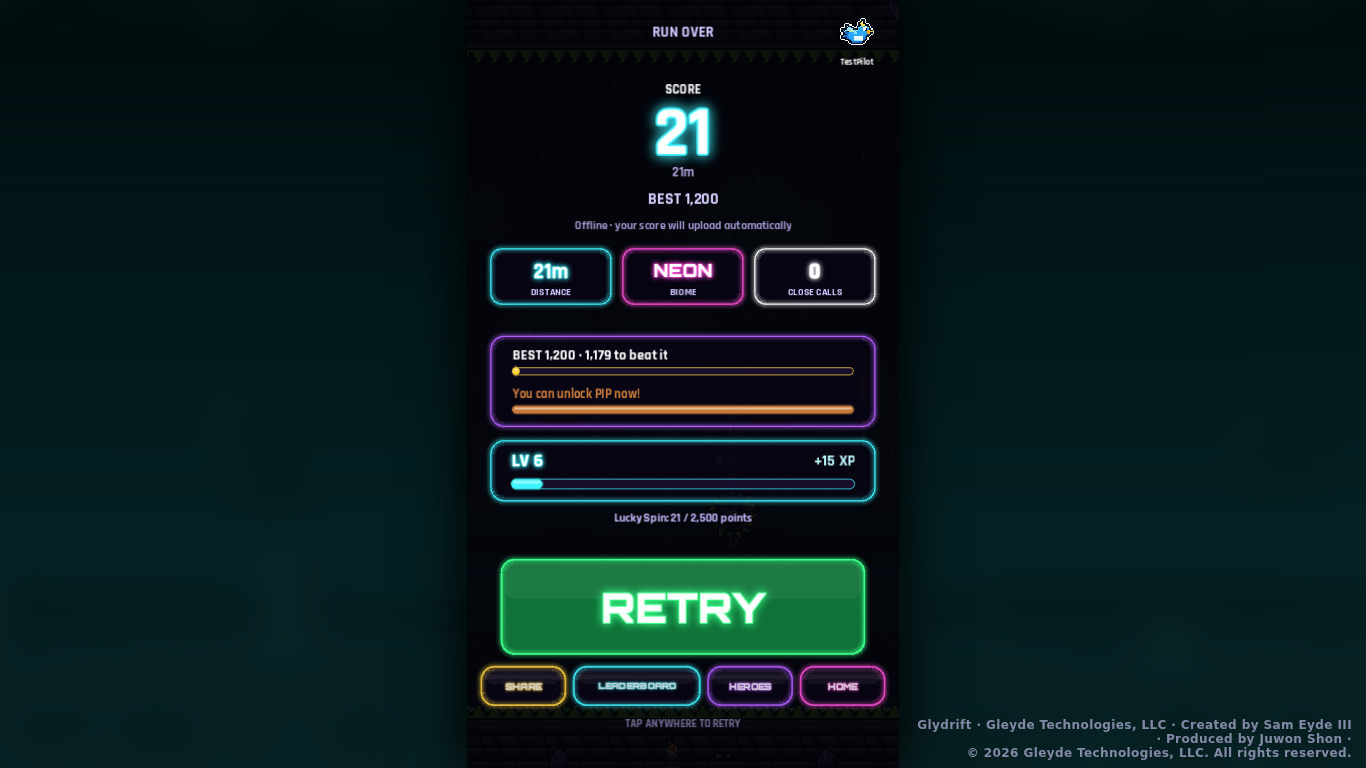 RUN OVER
TestPilot
SCORE
21
21m
BEST 1,200
Offline · your score will upload automatically
21m
DISTANCE
NEON
BIOME
0
CLOSE CALLS
BEST 1,200 · 1,179 to beat it
You can unlock PIP now!
LV 6
+15 XP
Lucky Spin: 21 / 2,500 points
RETRY
SHARE
LEADERBOARD
HEROES
HOME
TAP ANYWHERE TO RETRY
Glydrift · Gleyde Technologies, LLC · Created by Sam Eyde III
· Produced by Juwon Shon ·
© 2026 Gleyde Technologies, LLC. All rights reserved.